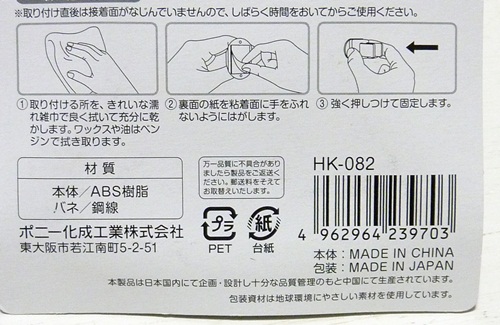 ※取り付け直後は接着面がなじんでいませんので、しばらく時間をおいてからご使用ください。
①取り付ける所を、きれいな濡
れ雑巾で良く拭いて充分に乾
かします。ワックスや油はベン
ジンで拭き取ります。
②裏面の紙を粘着面に手をふれ
ないようにはがします。
③強く押しつけて固定します。
材質
本体/ABS樹脂
バネ/鋼線
万一品質に不具合があり
ましたら製品をご返送く
ださい。郵送料をそえて
お取替えいたします。
HK-082
ポニー化成工業株式会社
東大阪市若江南町5-2-51
プラ
PET
紙
台紙
4 962964 239703
本体：MADE IN CHINA
包装：MADE IN JAPAN
本製品は日本国内にて企画・設計し十分な品質管理のもと中国にて生産されています。
包装資材は地球環境にやさしい素材を使用しています。